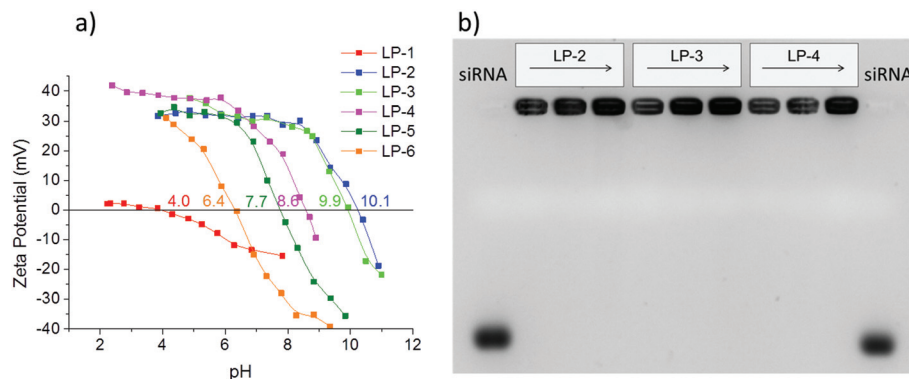 a)
LP-1
LP-2
LP-3
LP-4
LP-5
LP-6
Zeta Potential (mV)
50
40
30
20
10
0
-10
-20
-30
-40
4.0 6.4 7.7 8.6 9.9 10.1
2 4 6 8 10 12
pH
b)
siRNA LP-2 LP-3 LP-4 siRNA